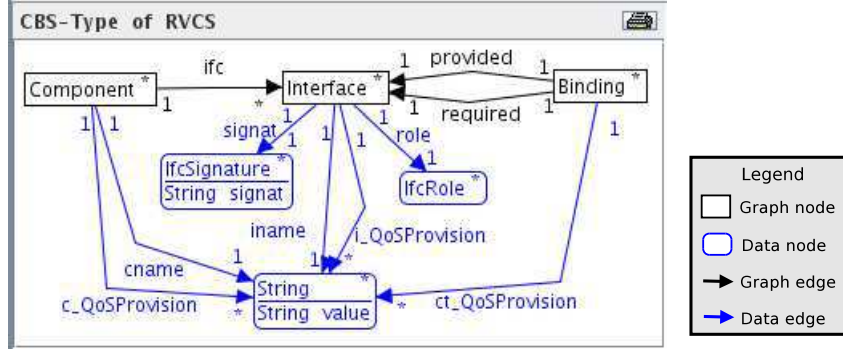 CBS-Type of RVCS
ifc
1 provided 1
Component *
Interface *
Binding *
1
*
1 required 1
1 1
signat 1
1
1
1
1
role
1
1
IfcSignature *
String signat
IfcRole *
iname
i_QoSProvision
cname
1
1
*
c_QoSProvision
*
String *
String value
*
ct_QoSProvision
Legend
Graph node
Data node
Graph edge
Data edge